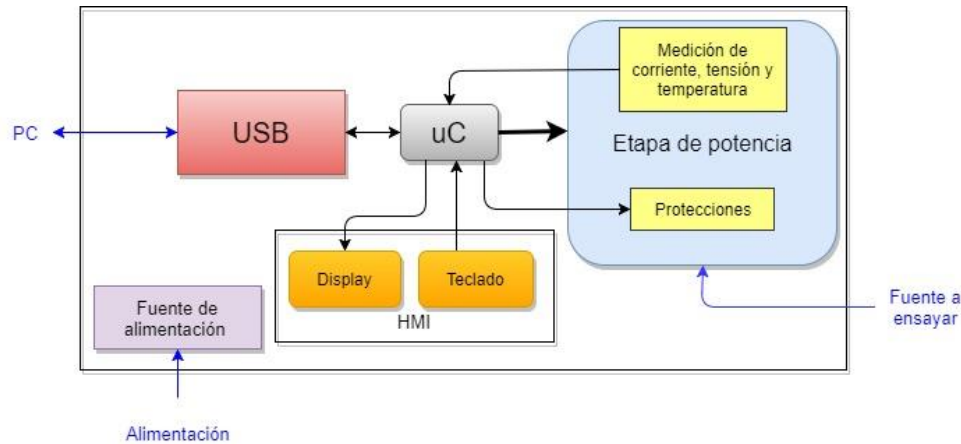 Medición de
corriente, tensión y
temperatura
PC
USB
uC
Etapa de potencia
Protecciones
Display
Teclado
HMI
Fuente de
alimentación
Fuente a
ensayar
Alimentación